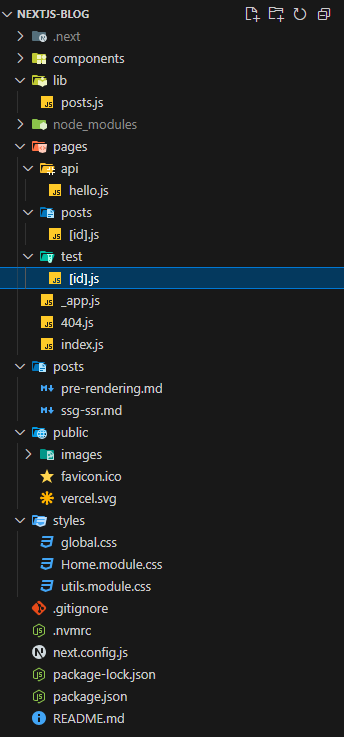 NEXTJS-BLOG
.next
components
lib
posts.js
node_modules
pages
api
hello.js
posts
[id].js
test
[id].js
_app.js
404.js
index.js
posts
pre-rendering.md
ssg-ssr.md
public
images
favicon.ico
vercel.svg
styles
global.css
Home.module.css
utils.module.css
.gitignore
.nvmrc
next.config.js
package-lock.json
package.json
README.md